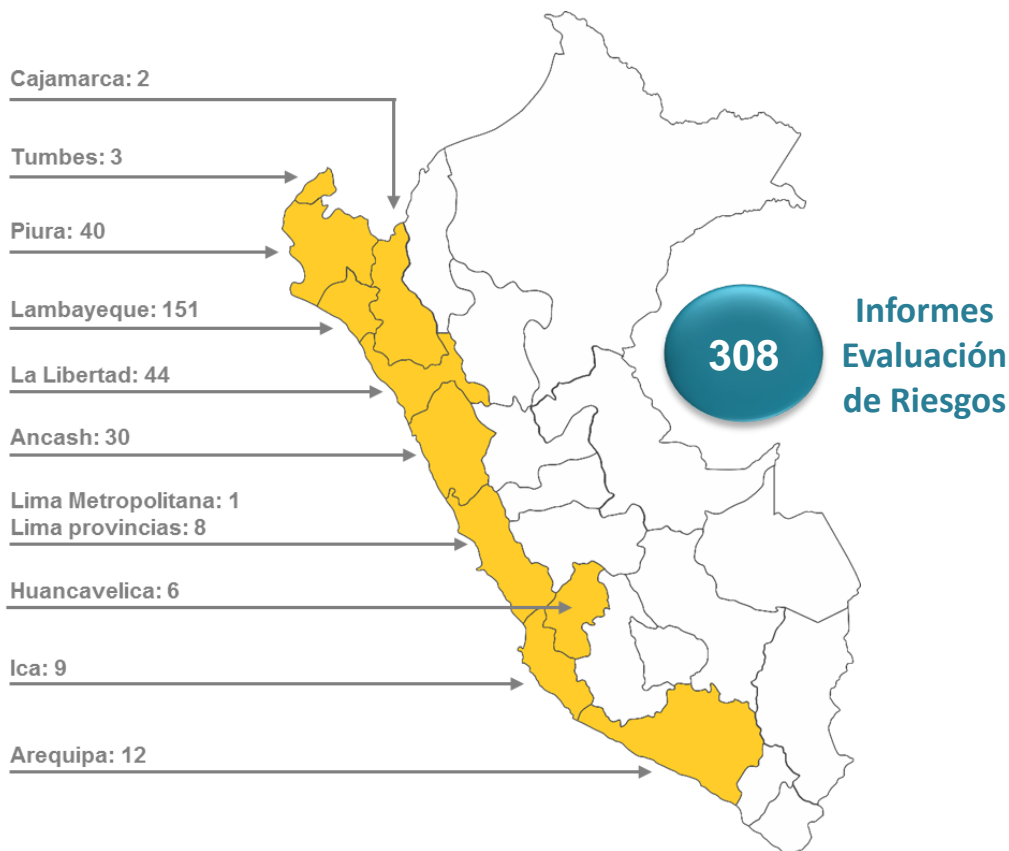 Cajamarca: 2
Tumbes: 3
Piura: 40
Lambayeque: 151
La Libertad: 44
Ancash: 30
Lima Metropolitana: 1
Lima provincias: 8
Huancavelica: 6
Ica: 9
Arequipa: 12
308
Informes
Evaluación
de Riesgos